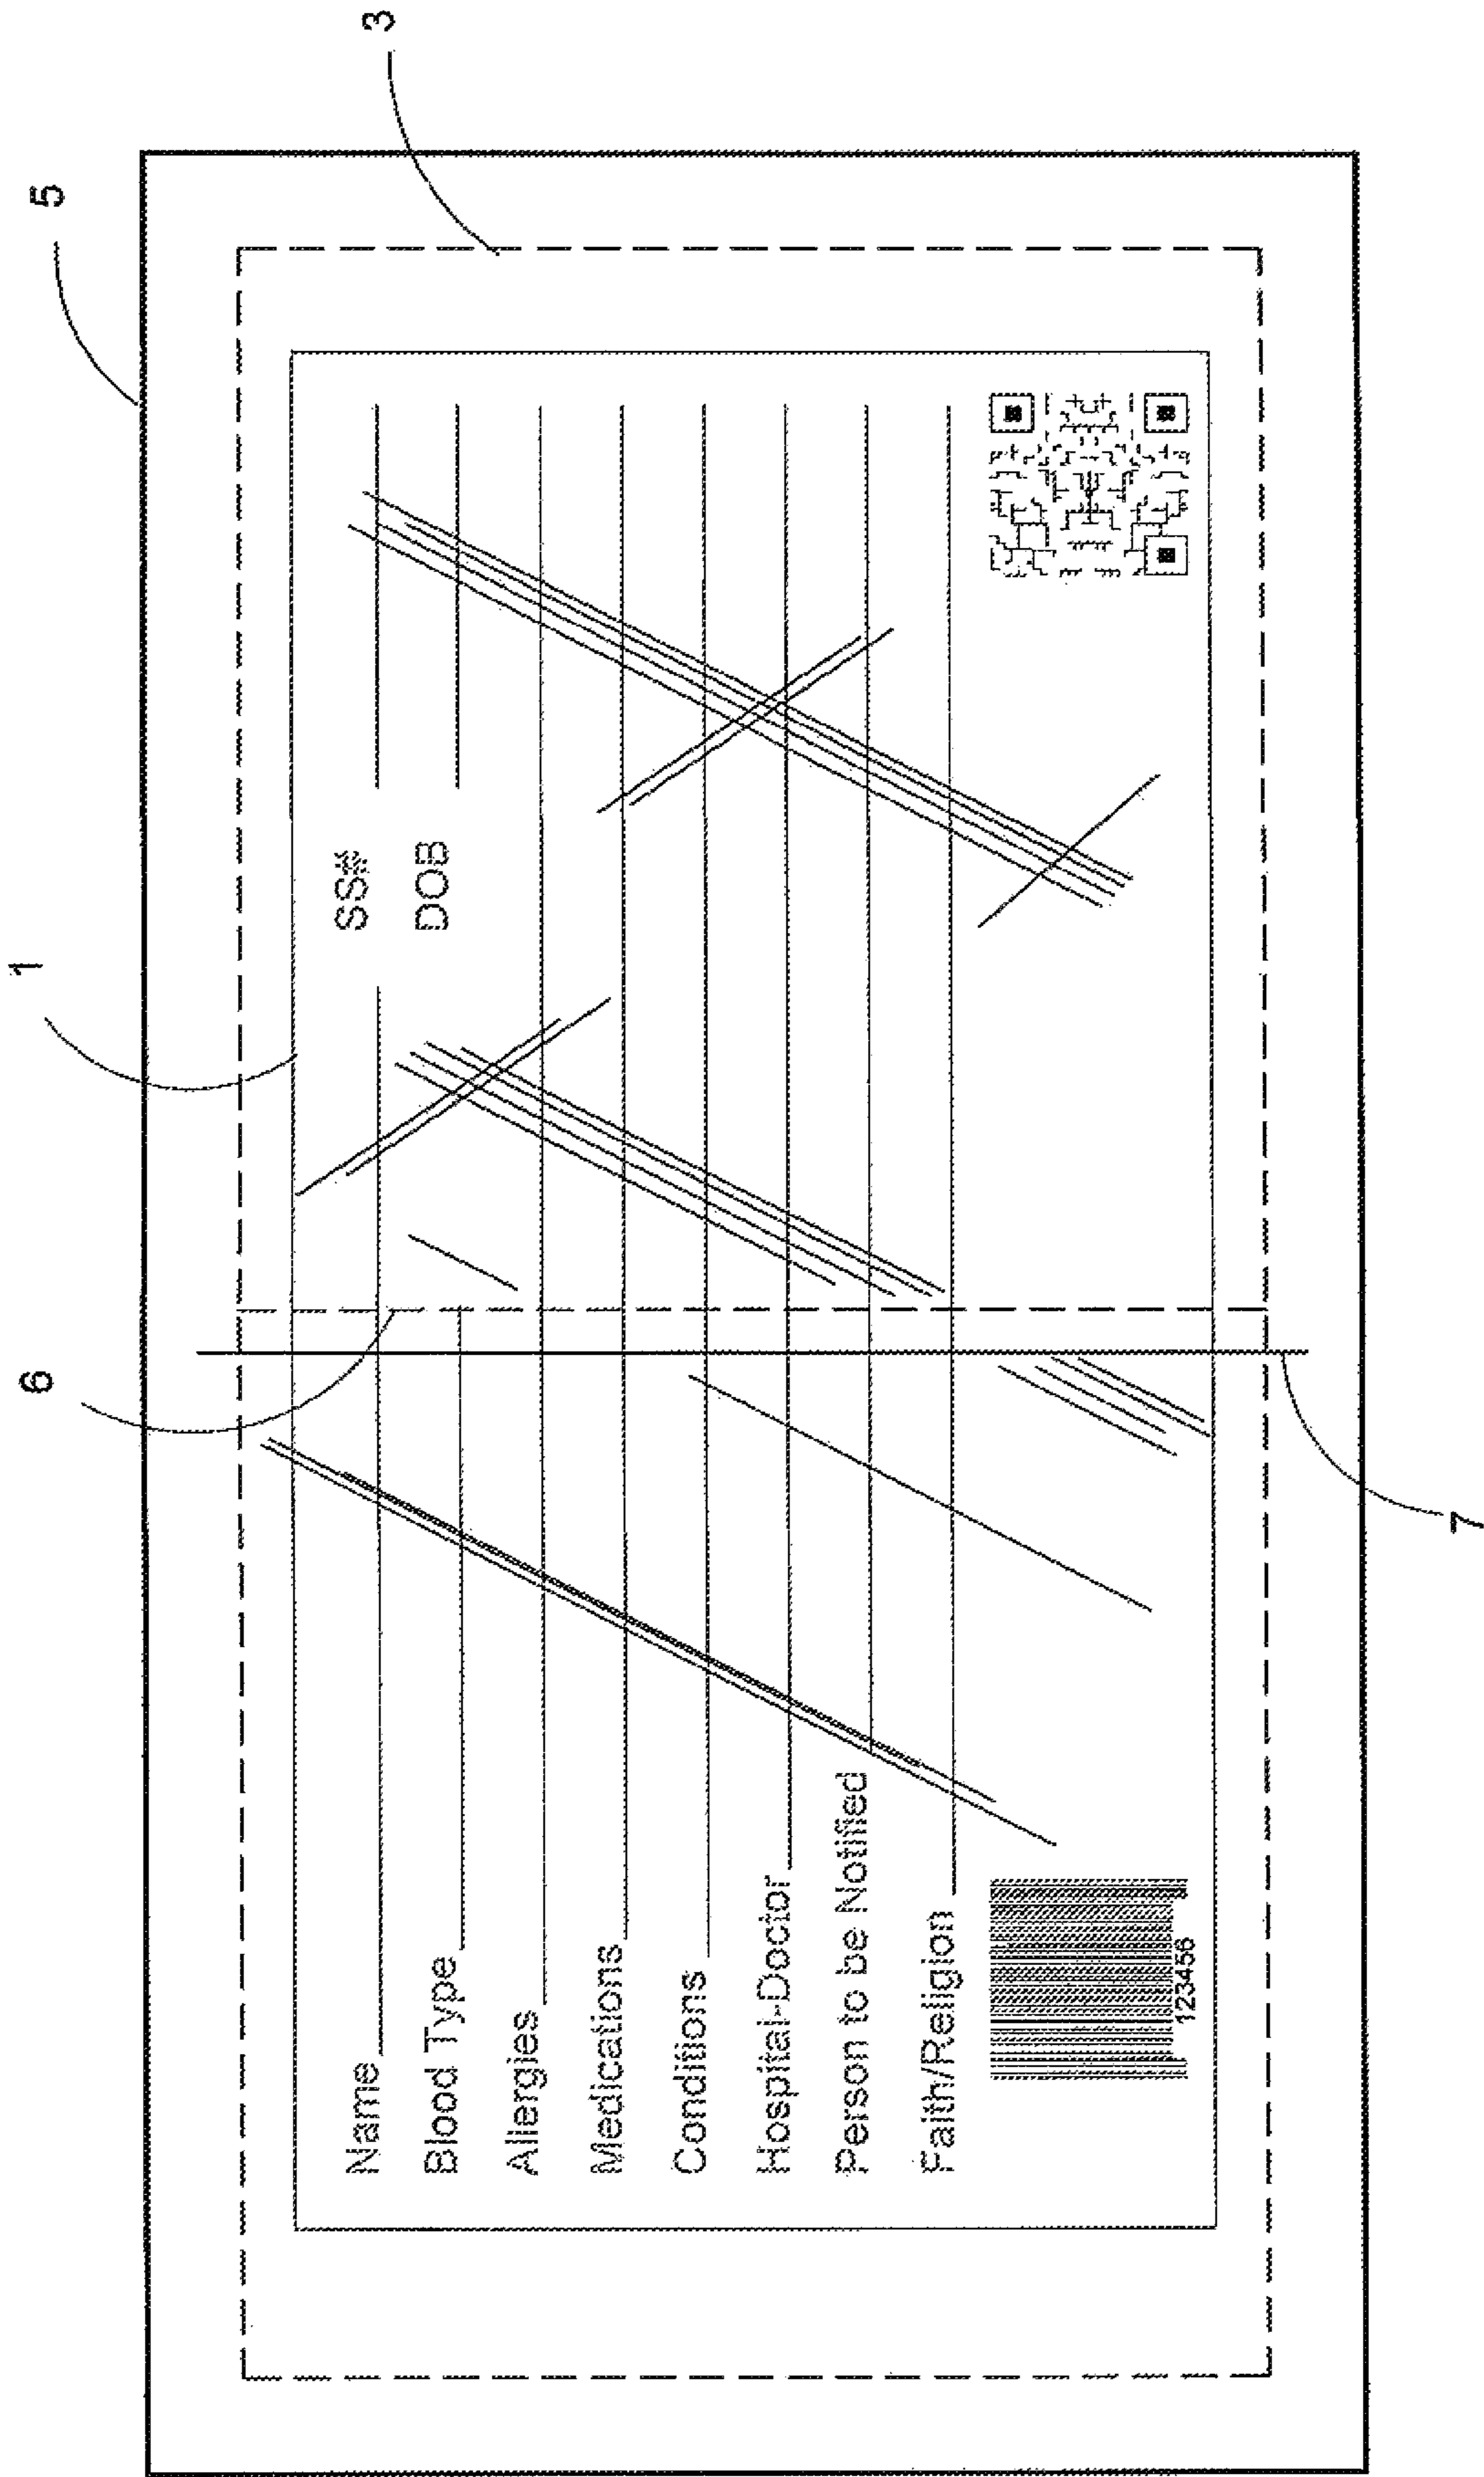 Name SS#
Blood Type DOB
Allergies
Medications
Conditions
Hospital-Doctor
Person to be Notified
Faith/Religion
123456
1
3
5
6
7